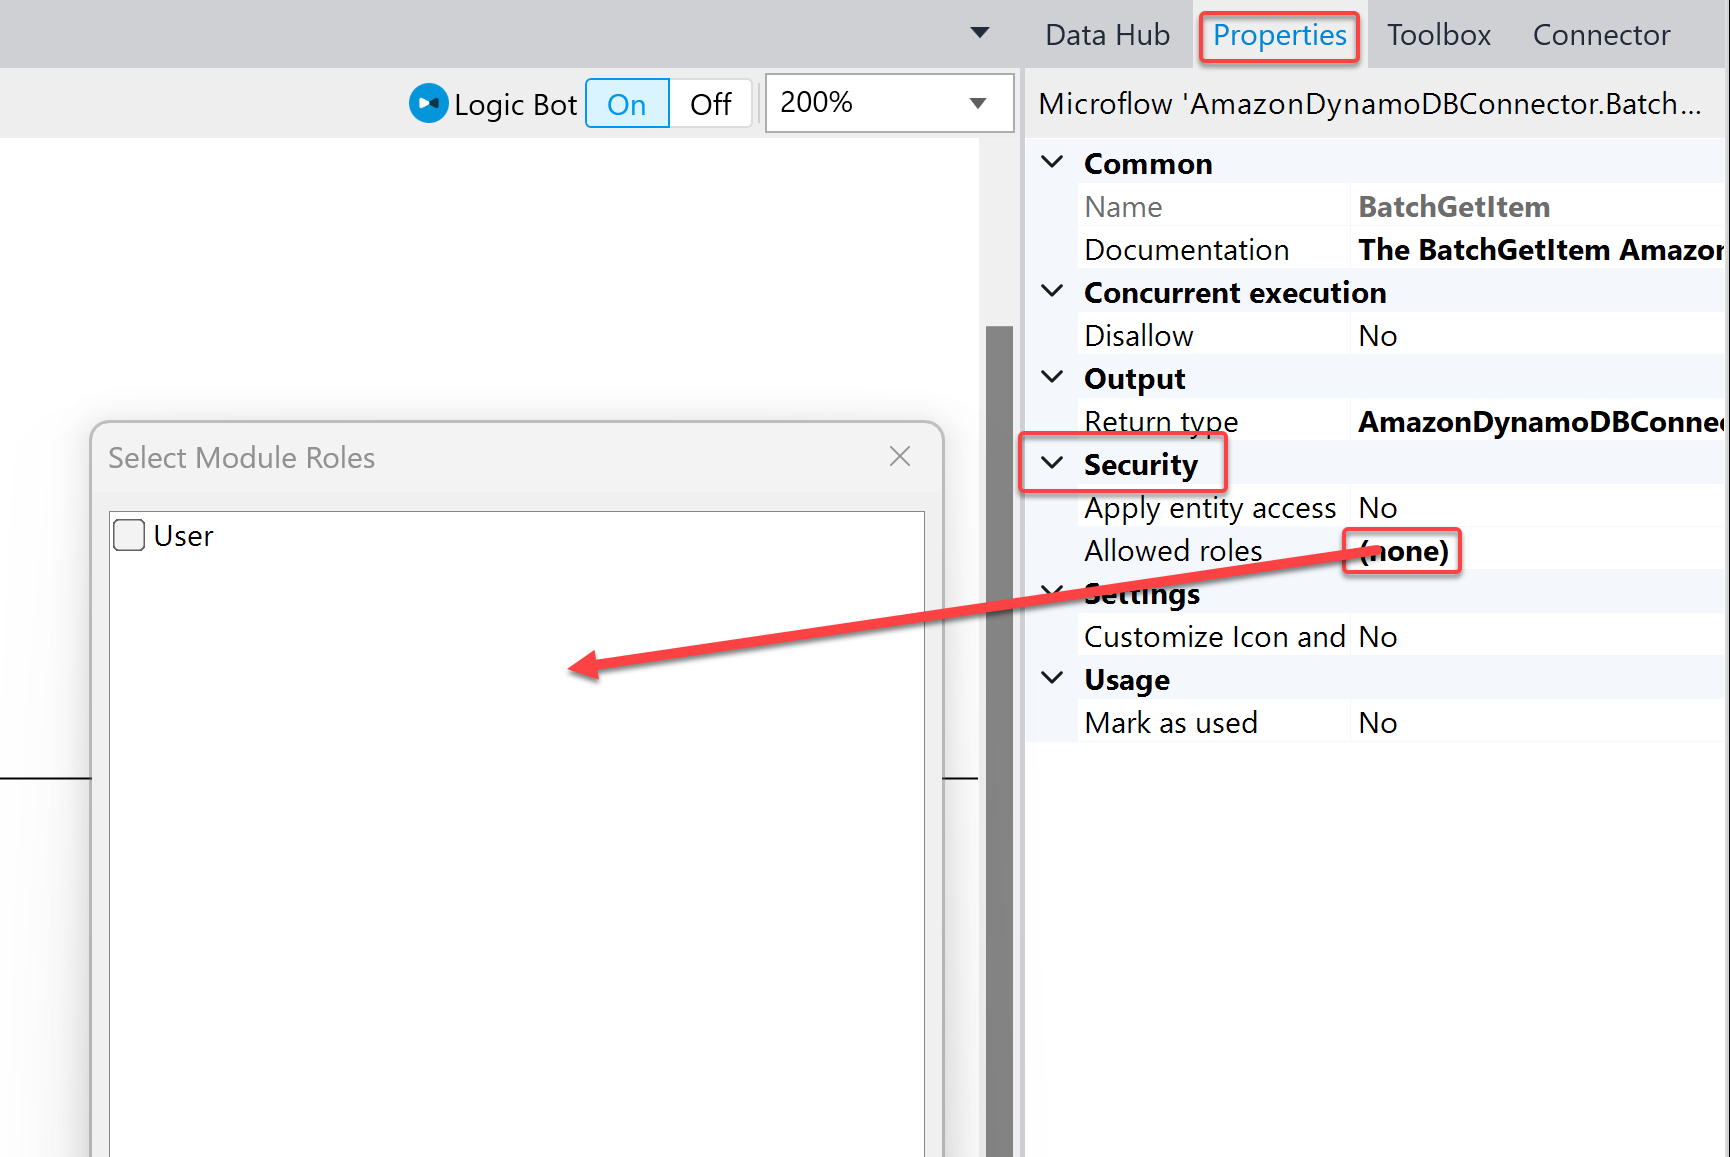 Data Hub Properties Toolbox Connector
Logic Bot On Off 200%
Microflow 'AmazonDynamoDBConnector.Batch...
Common
Name BatchGetItem
Documentation The BatchGetItem Amazon
Concurrent execution
Disallow No
Output
Return type AmazonDynamoDBConnec
Security
Apply entity access No
Allowed roles (none)
Settings
Customize Icon and No
Usage
Mark as used No
Select Module Roles
User